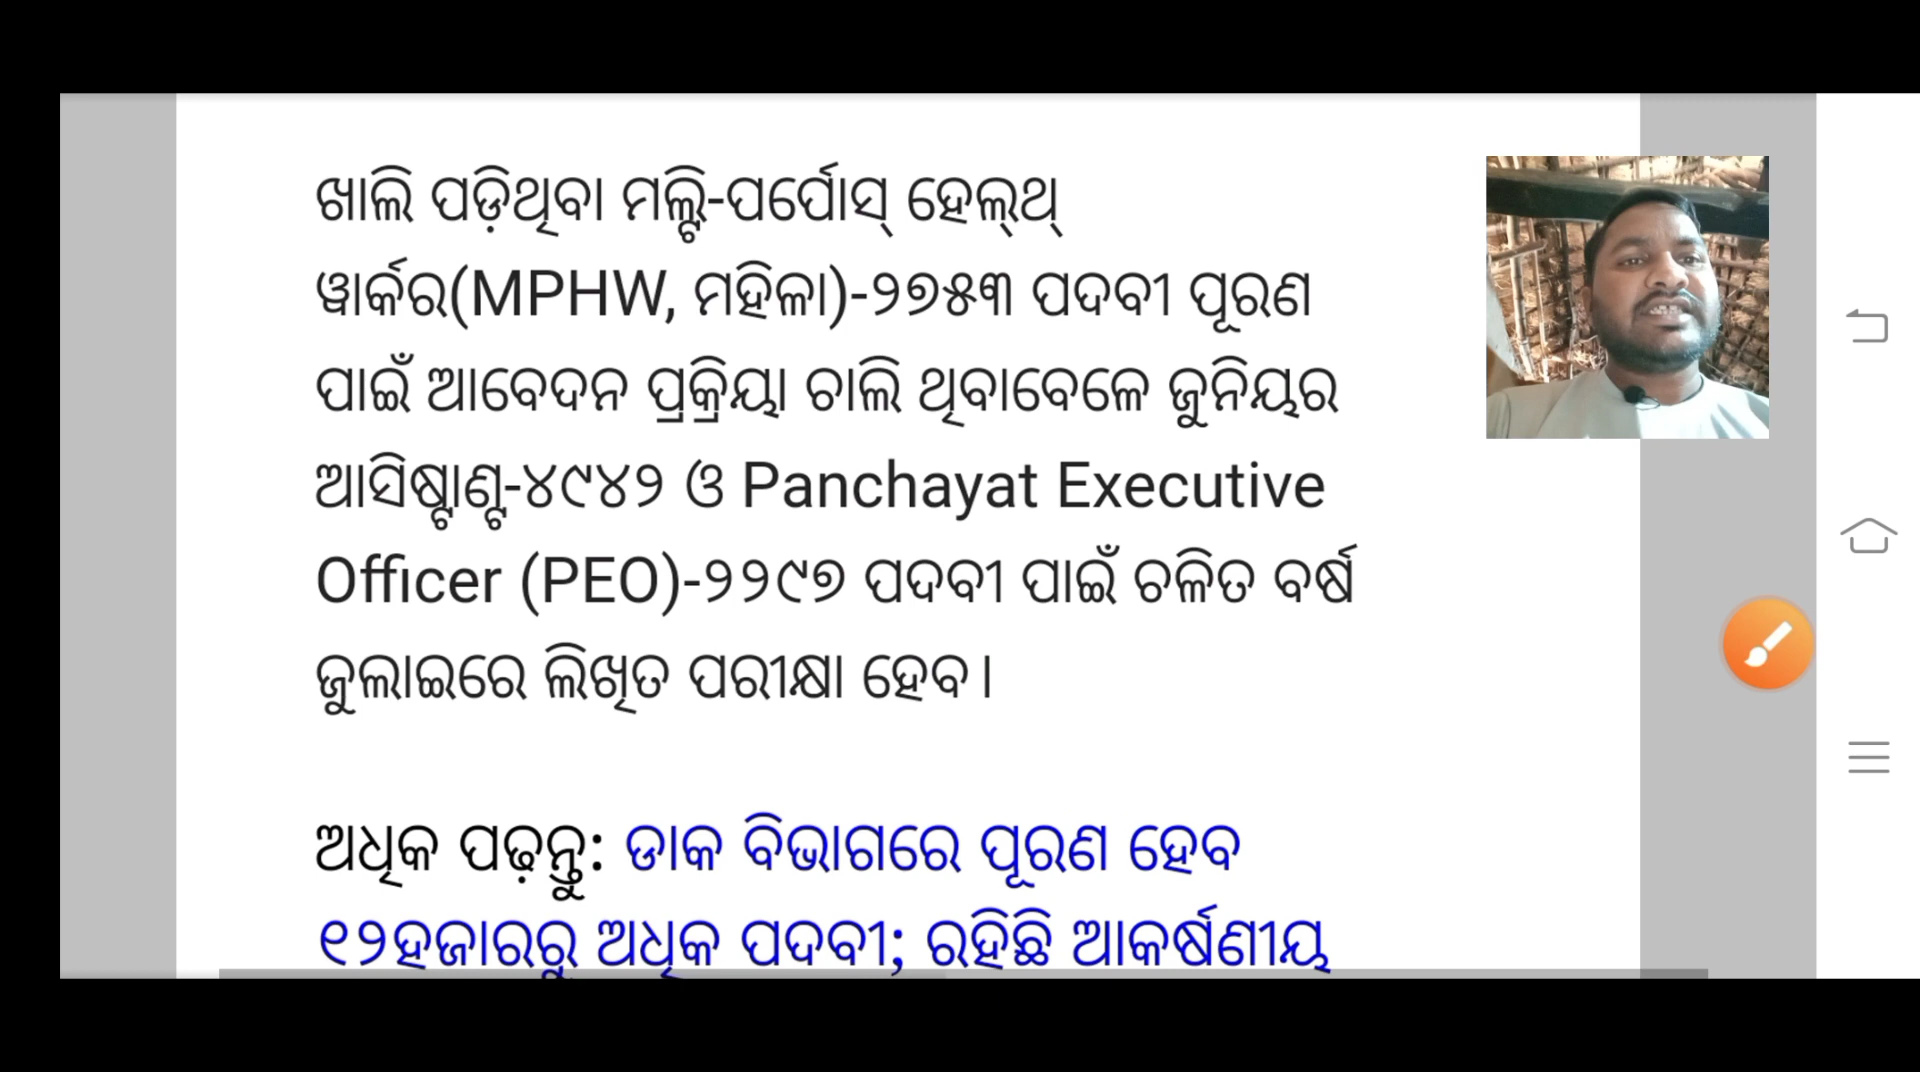 ଖାଲି ପଡ଼ିଥିବା ମଲ୍ଟି-ପର୍ପୋସ୍ ହେଲ୍‌ଥ୍
ୱାର୍କର(MPHW, ମହିଳା)-୨୭୫୩ ପଦବୀ ପୂରଣ
ପାଇଁ ଆବେଦନ ପ୍ରକ୍ରିୟା ଚାଲି ଥିବାବେଳେ ଜୁନିୟର
ଆସିଷ୍ଟାଣ୍ଟ-୪୯୪୨ ଓ Panchayat Executive
Officer (PEO)-୨୨୯୭ ପଦବୀ ପାଇଁ ଚଳିତ ବର୍ଷ
ଜୁଲାଇରେ ଲିଖିତ ପରୀକ୍ଷା ହେବ।
ଅଧିକ ପଢ଼ନ୍ତୁ: ଡାକ ବିଭାଗରେ ପୂରଣ ହେବ
୧୨ହଜାରରୁ ଅଧିକ ପଦବୀ; ରହିଛି ଆକର୍ଷଣୀୟ